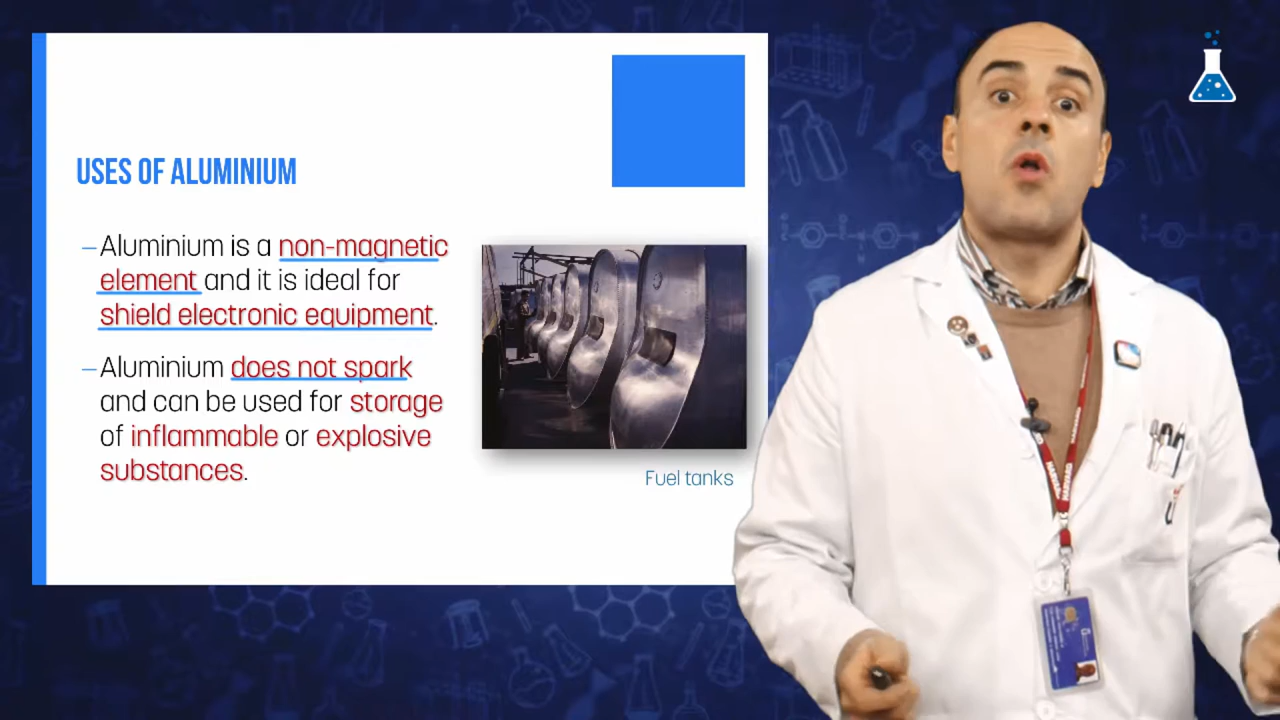 USES OF ALUMINIUM
–Aluminium is a non-magnetic
element and it is ideal for
shield electronic equipment.
–Aluminium does not spark
and can be used for storage
of inflammable or explosive
substances.
Fuel tanks
HARVARD